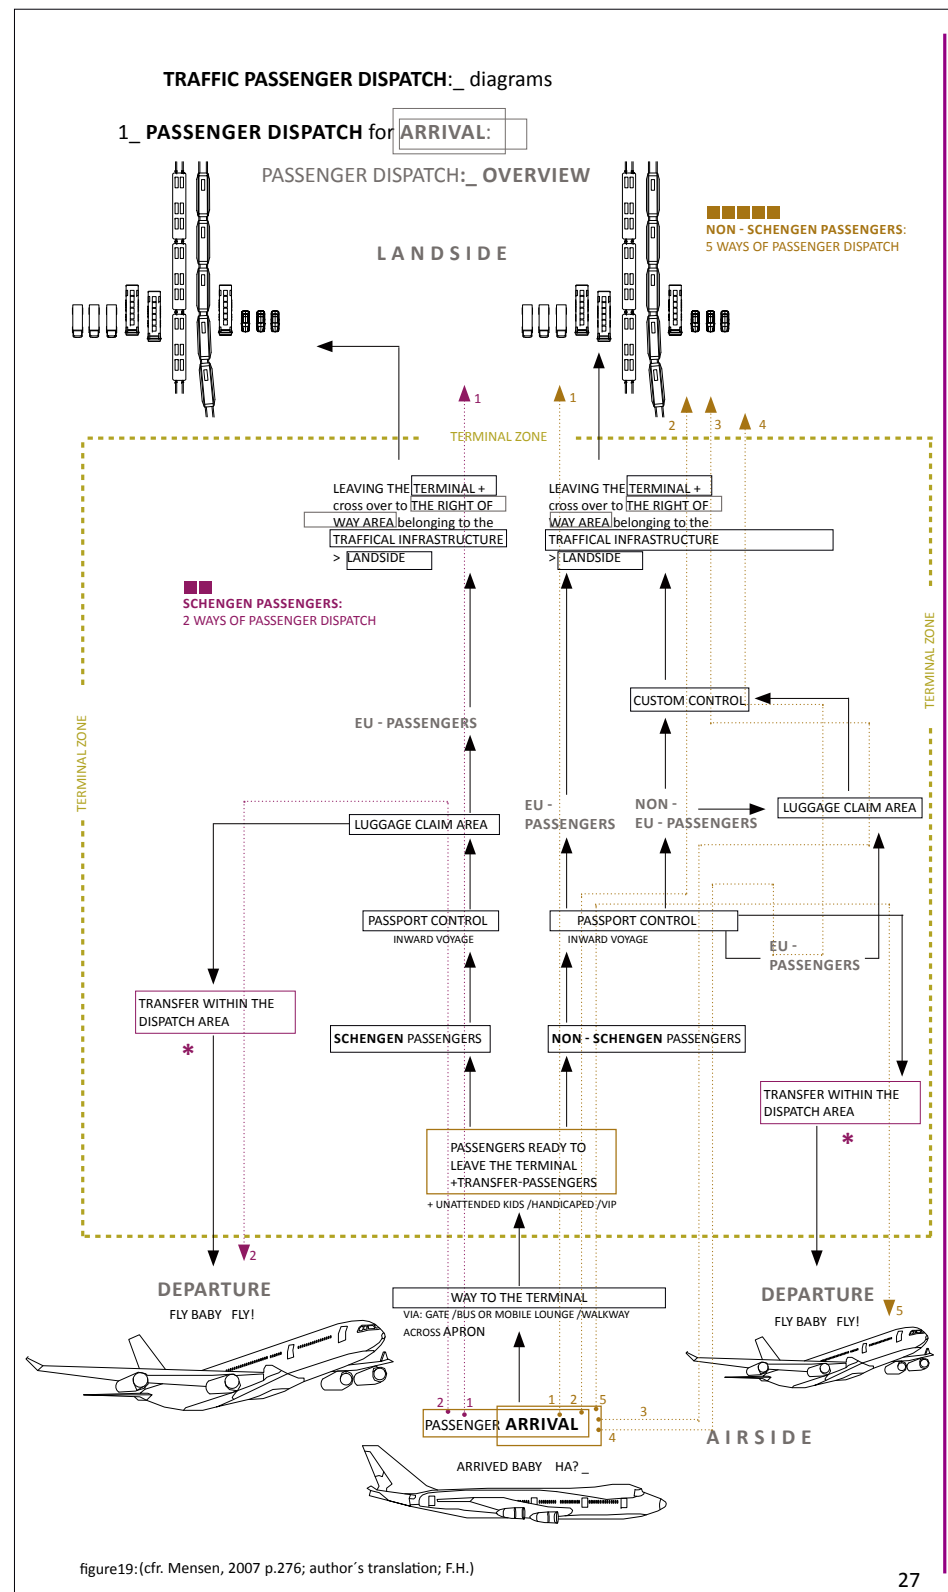 TRAFFIC PASSENGER DISPATCH:_ diagrams
1_ PASSENGER DISPATCH for ARRIVAL:
PASSENGER DISPATCH:_ OVERVIEW
NON - SCHENGEN PASSENGERS:
5 WAYS OF PASSENGER DISPATCH
LANDSIDE
1
1
2
3
4
TERMINAL ZONE
LEAVING THE TERMINAL +
cross over to THE RIGHT OF
WAY AREA belonging to the
TRAFFICAL INFRASTRUCTURE
> LANDSIDE
LEAVING THE TERMINAL +
cross over to THE RIGHT OF
WAY AREA belonging to the
TRAFFICAL INFRASTRUCTURE
> LANDSIDE
SCHENGEN PASSENGERS:
2 WAYS OF PASSENGER DISPATCH
TERMINAL ZONE
TERMINAL ZONE
CUSTOM CONTROL
EU - PASSENGERS
EU -
PASSENGERS
NON -
EU - PASSENGERS
LUGGAGE CLAIM AREA
LUGGAGE CLAIM AREA
PASSPORT CONTROL
INWARD VOYAGE
PASSPORT CONTROL
INWARD VOYAGE
EU -
PASSENGERS
TRANSFER WITHIN THE
DISPATCH AREA
*
SCHENGEN PASSENGERS
NON - SCHENGEN PASSENGERS
TRANSFER WITHIN THE
DISPATCH AREA
*
PASSENGERS READY TO
LEAVE THE TERMINAL
+TRANSFER-PASSENGERS
+ UNATTENDED KIDS /HANDICAPED /VIP
2
DEPARTURE
FLY BABY FLY!
WAY TO THE TERMINAL
VIA: GATE /BUS OR MOBILE LOUNGE /WALKWAY
ACROSS APRON
DEPARTURE
FLY BABY FLY!
5
2
1
1
2
5
3
4
PASSENGER ARRIVAL
AIRSIDE
ARRIVED BABY HA? _
figure19:(cfr. Mensen, 2007 p.276; author´s translation; F.H.)
27